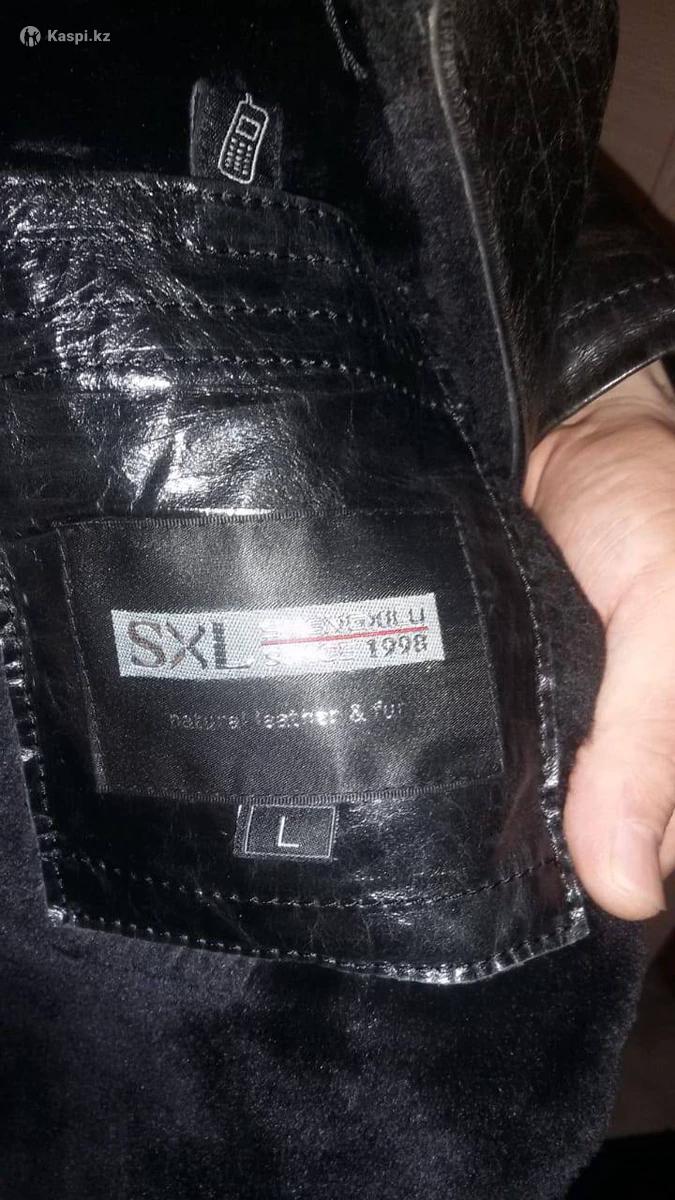 Kaspi.kz
SXL
SINCE 1998
natural leather & fur
L